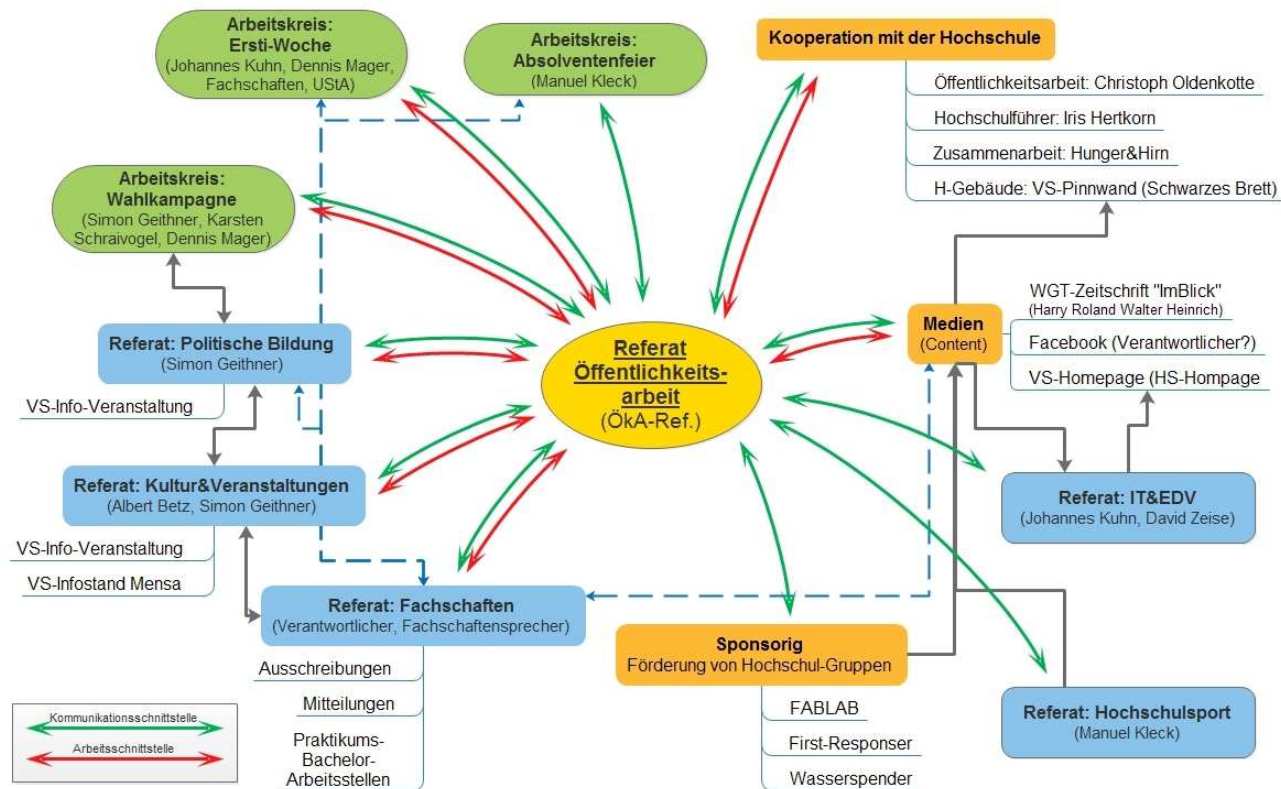 Arbeitskreis:
Ersti-Woche
(Johannes Kuhn, Dennis Mager,
Fachschaften, UStA)
Arbeitskreis:
Absolventenfeier
(Manuel Kleck)
Kooperation mit der Hochschule
Öffentlichkeitsarbeit: Christoph Oldenkotte
Hochschulführer: Iris Hertkorn
Zusammenarbeit: Hunger&Hirn
H-Gebäude: VS-Pinnwand (Schwarzes Brett)
Arbeitskreis:
Wahlkampagne
(Simon Geithner, Karsten
Schraivogel, Dennis Mager)
Referat: Politische Bildung
(Simon Geithner)
VS-Info-Veranstaltung
Referat
Öffentlichkeits-
arbeit
(ÖkA-Ref.)
Medien
(Content)
WGT-Zeitschrift "ImBlick"
(Harry Roland Walter Heinrich)
Facebook (Verantwortlicher?)
VS-Homepage (HS-Hompage
Referat: Kultur&Veranstaltungen
(Albert Betz, Simon Geithner)
VS-Info-Veranstaltung
VS-Infostand Mensa
Referat: IT&EDV
(Johannes Kuhn, David Zeise)
Referat: Fachschaften
(Verantwortlicher, Fachschaftensprecher)
Ausschreibungen
Mitteilungen
Praktikums-
Bachelor-
Arbeitsstellen
Sponsorig
Förderung von Hochschul-Gruppen
FABLAB
First-Responser
Wasserspender
Referat: Hochschulsport
(Manuel Kleck)
Kommunikationsschnittstelle
Arbeitsschnittstelle